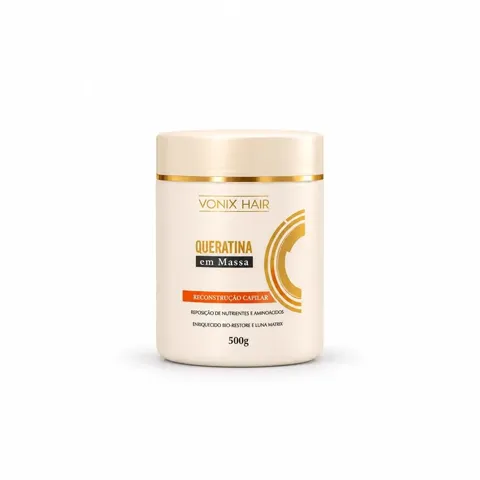 VONIX HAIR
QUERATINA
em Massa
RECONSTRUÇÃO CAPILAR
REPOSIÇÃO DE NUTRIENTES E AMINOÁCIDOS
ENRIQUECIDO BIO-RESTORE E LUNA MATRIX
500g